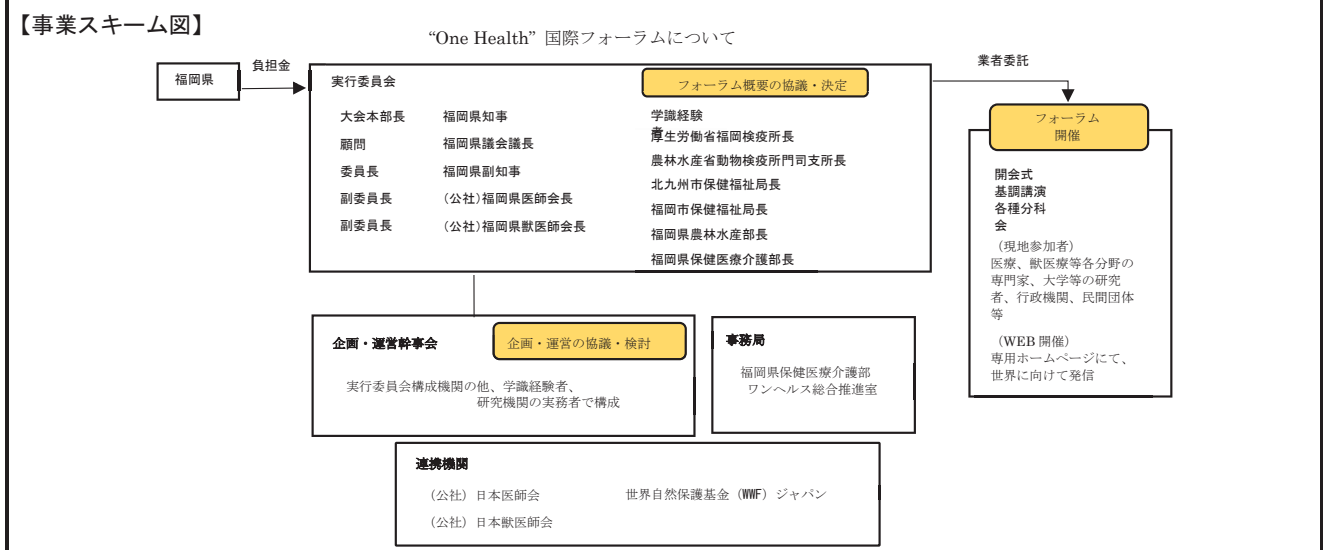 【事業スキーム図】
“One Health” 国際フォーラムについて
福岡県
負担金
実行委員会
フォーラム概要の協議・決定
大会本部長 福岡県知事
顧問 福岡県議会議長
委員長 福岡県副知事
副委員長 (公社)福岡県医師会長
副委員長 (公社)福岡県獣医師会長
学識経験
者
厚生労働省福岡検疫所長
農林水産省動物検疫所門司支所長
北九州市保健福祉局長
福岡市保健福祉局長
福岡県農林水産部長
福岡県保健医療介護部長
業者委託
フォーラム
開催
開会式
基調講演
各種分科
会
（現地参加者）
医療、獣医療等各分野の
専門家、大学等の研究
者、行政機関、民間団体
等
（WEB 開催）
専用ホームページにて、
世界に向けて発信
企画・運営幹事会
企画・運営の協議・検討
実行委員会構成機関の他、学識経験者、
研究機関の実務者で構成
事務局
福岡県保健医療介護部
ワンヘルス総合推進室
連携機関
（公社）日本医師会 世界自然保護基金（WWF）ジャパン
（公社）日本獣医師会